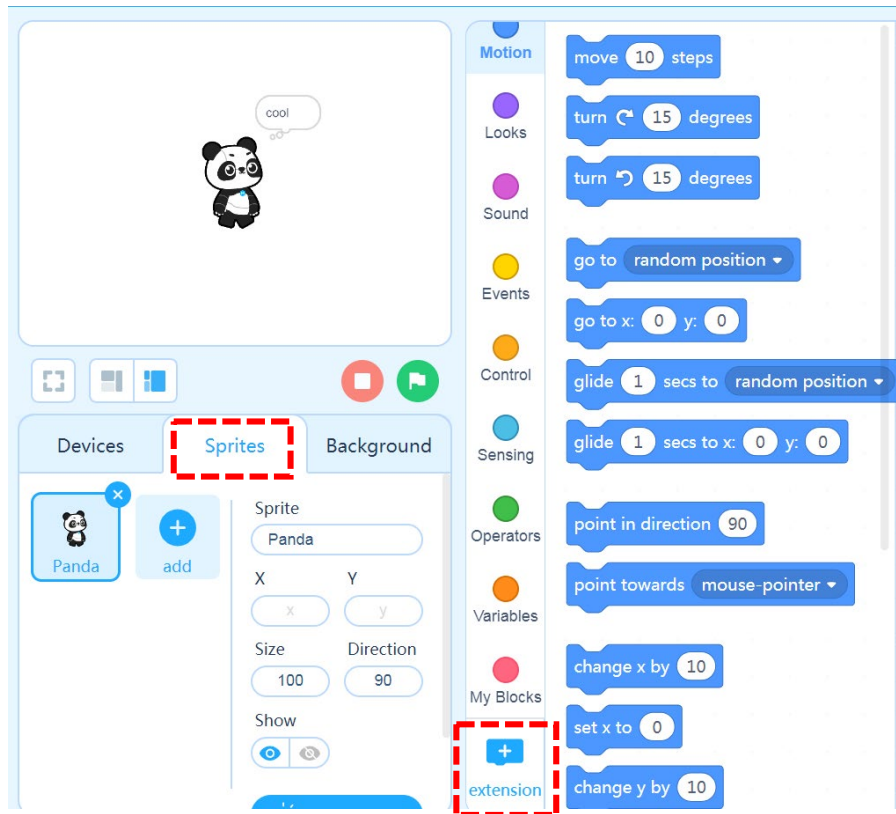 cool
Devices
Sprites
Background
Panda
add
Sprite
Panda
X Y
x y
Size Direction
100 90
Show
Motion
Looks
Sound
Events
Control
Sensing
Operators
Variables
My Blocks
extension
move 10 steps
turn 15 degrees
turn 15 degrees
go to random position
go to x: 0 y: 0
glide 1 secs to random position
glide 1 secs to x: 0 y: 0
point in direction 90
point towards mouse-pointer
change x by 10
set x to 0
change y by 10